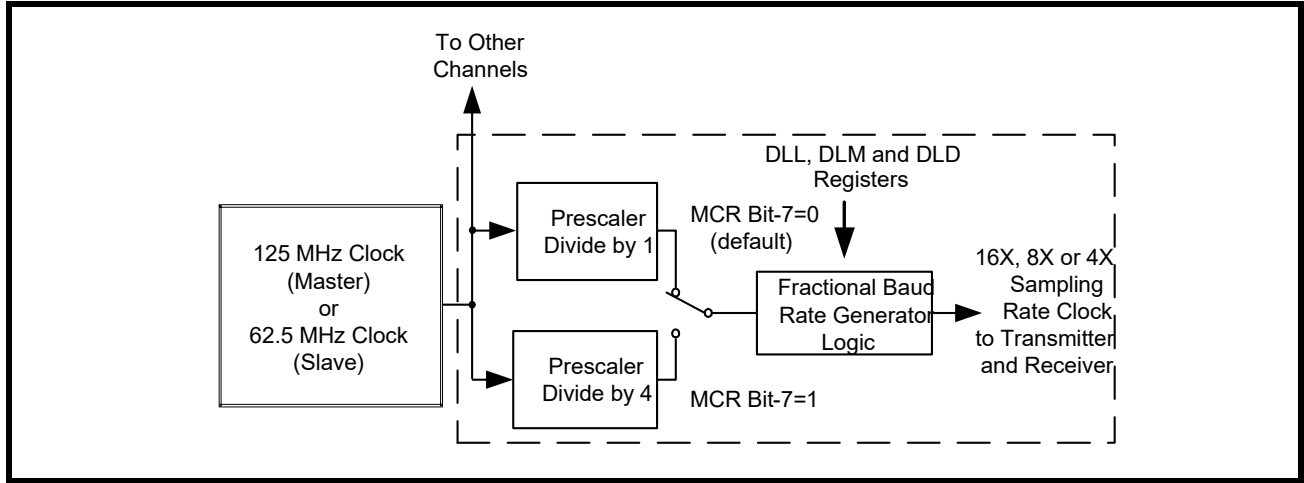 To Other
Channels
DLL, DLM and DLD
Registers
Prescaler
Divide by 1
MCR Bit-7=0
(default)
125 MHz Clock
(Master)
or
62.5 MHz Clock
(Slave)
Fractional Baud
Rate Generator
Logic
16X, 8X or 4X
Sampling
Rate Clock
to Transmitter
and Receiver
Prescaler
Divide by 4
MCR Bit-7=1